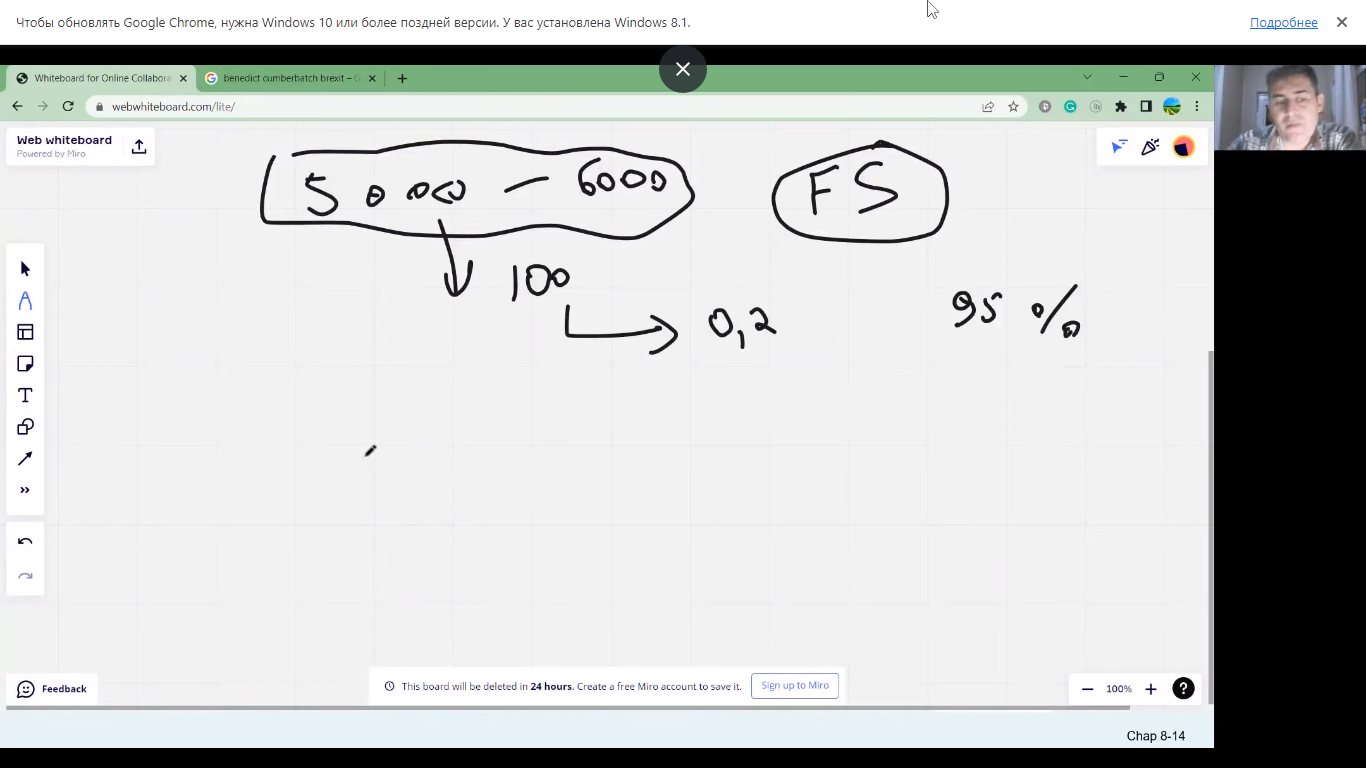 Чтобы обновлять Google Chrome, нужна Windows 10 или более поздней версии. У вас установлена Windows 8.1.
Подробнее
Whiteboard for Online Collabora
benedict cumberbatch brexit – G
webwhiteboard.com/lite/
Web whiteboard
Powered by Miro
5 0 000 — 6000
FS
100
0,2
95 %
T
Feedback
This board will be deleted in 24 hours. Create a free Miro account to save it.
Sign up to Miro
100%
?
Chap 8-14